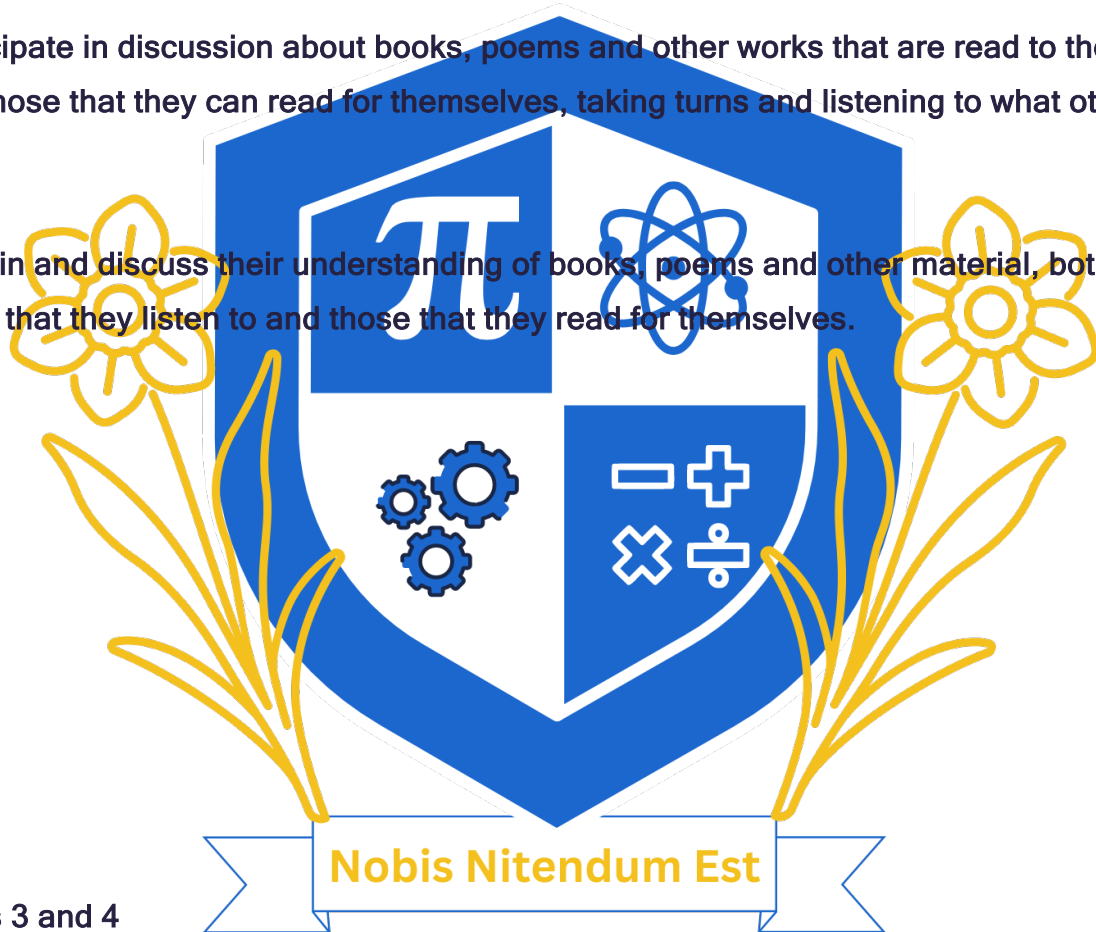 cipate in discussion about books, poems and other works that are read to the
hose that they can read for themselves, taking turns and listening to what ot
in and discuss their understanding of books, poems and other material, bot
that they listen to and those that they read for themselves.
π
Nobis Nitendum Est
s 3 and 4